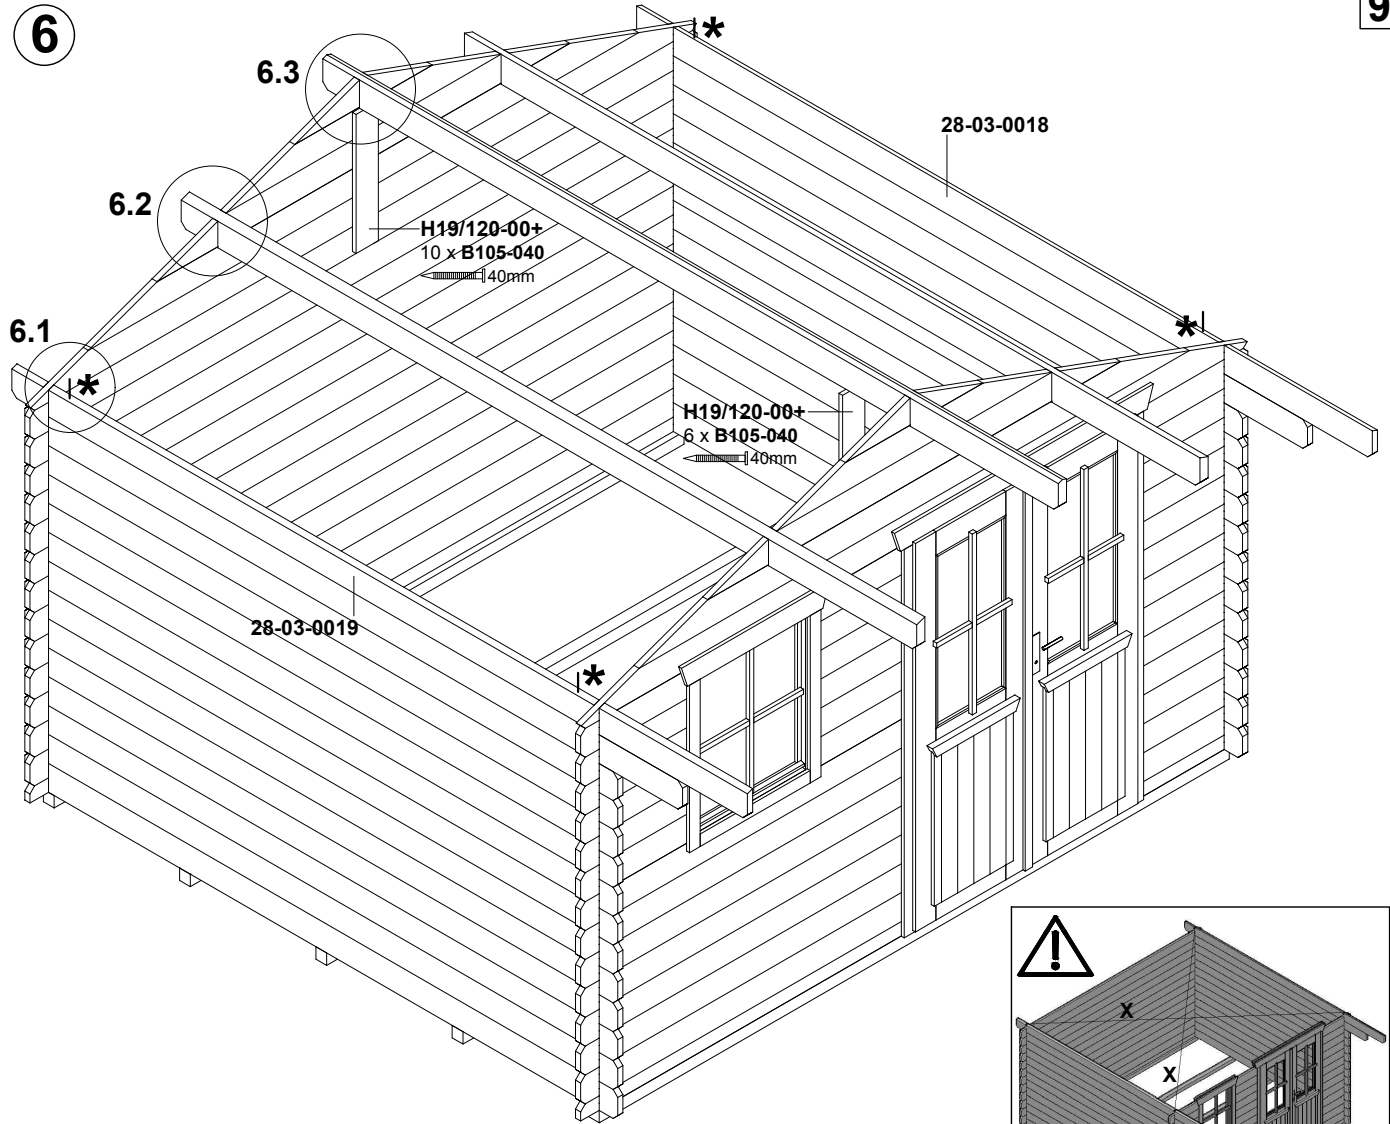 6
9
*
6.3
28-03-0018
6.2
H19/120-00+
10 x B105-040
40mm
*
6.1
*
H19/120-00+
6 x B105-040
40mm
28-03-0019
*
X
X